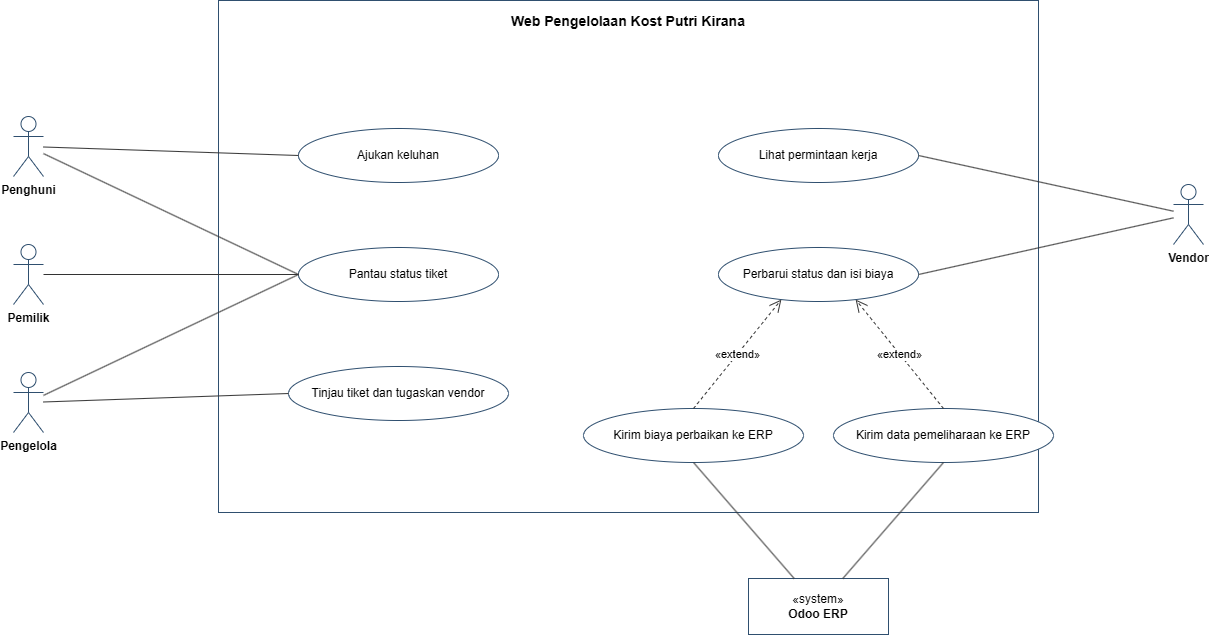 Web Pengelolaan Kost Putri Kirana
Penghuni
Ajukan keluhan
Lihat permintaan kerja
Vendor
Pemilik
Pantau status tiket
Perbarui status dan isi biaya
«extend»
«extend»
Pengelola
Tinjau tiket dan tugaskan vendor
Kirim biaya perbaikan ke ERP
Kirim data pemeliharaan ke ERP
«system»
Odoo ERP